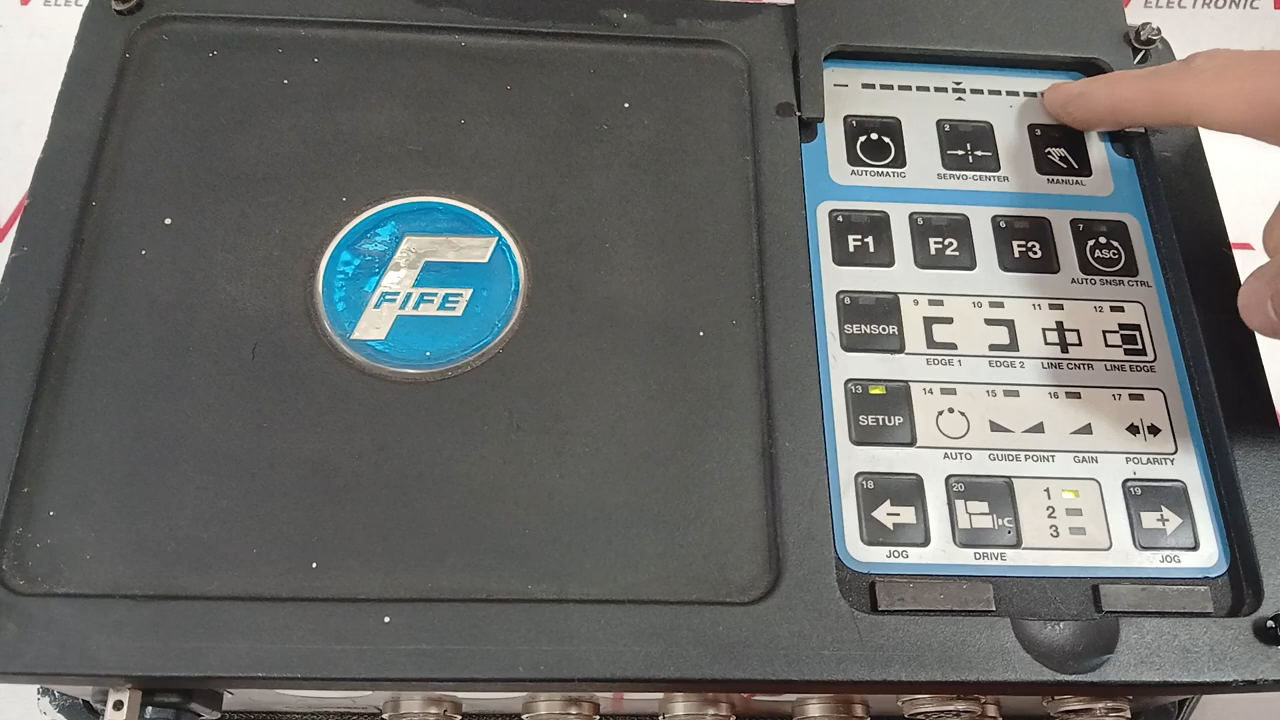 ELEC
ELECTRONIC
FIFE
1
2
3
AUTOMATIC
SERVO-CENTER
MANUAL
4
5
6
7
F1
F2
F3
ASC
AUTO SNSR CTRL
8
9
10
11
12
SENSOR
EDGE 1
EDGE 2
LINE CNTR
LINE EDGE
13
14
15
16
17
SETUP
AUTO
GUIDE POINT
GAIN
POLARITY
18
20
1
2
3
19
C
JOG
DRIVE
JOG